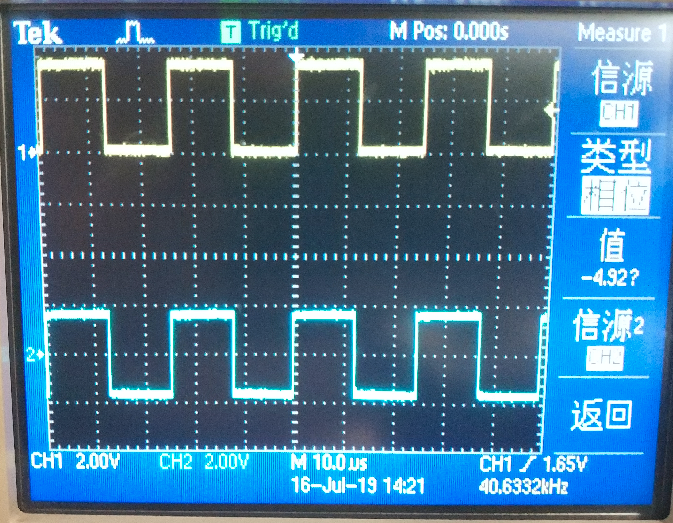 Tek T Trig'd M Pos: 0.000s Measure 1
信源
CH1
类型
相位
值
-4.92?
信源2
CH2
返回
1
2
CH1 2.00V CH2 2.00V M 10.0µs CH1 / 1.65V
16-Jul-19 14:21 40.6332kHz